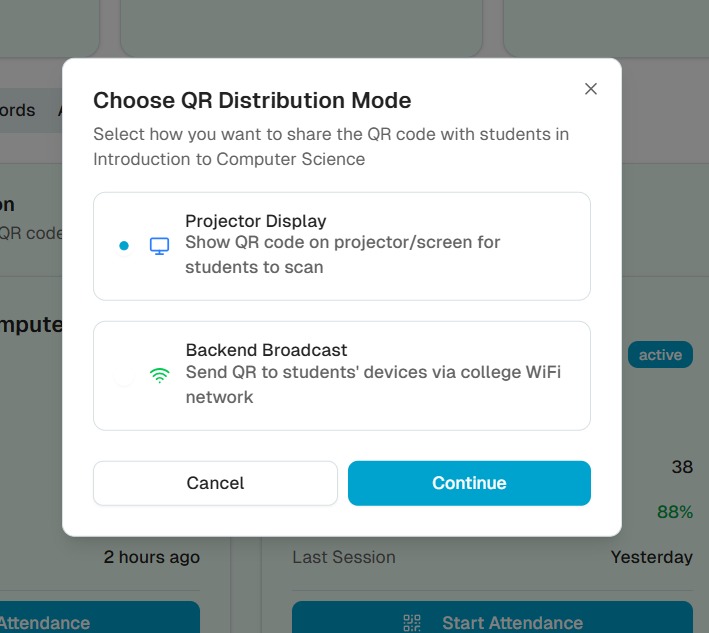 ords
Choose QR Distribution Mode
Select how you want to share the QR code with students in
Introduction to Computer Science
on
QR code
Projector Display
Show QR code on projector/screen for
students to scan
mpute
Backend Broadcast
Send QR to students' devices via college WiFi
network
active
38
Cancel
Continue
88%
2 hours ago
Last Session
Yesterday
Attendance
Start Attendance